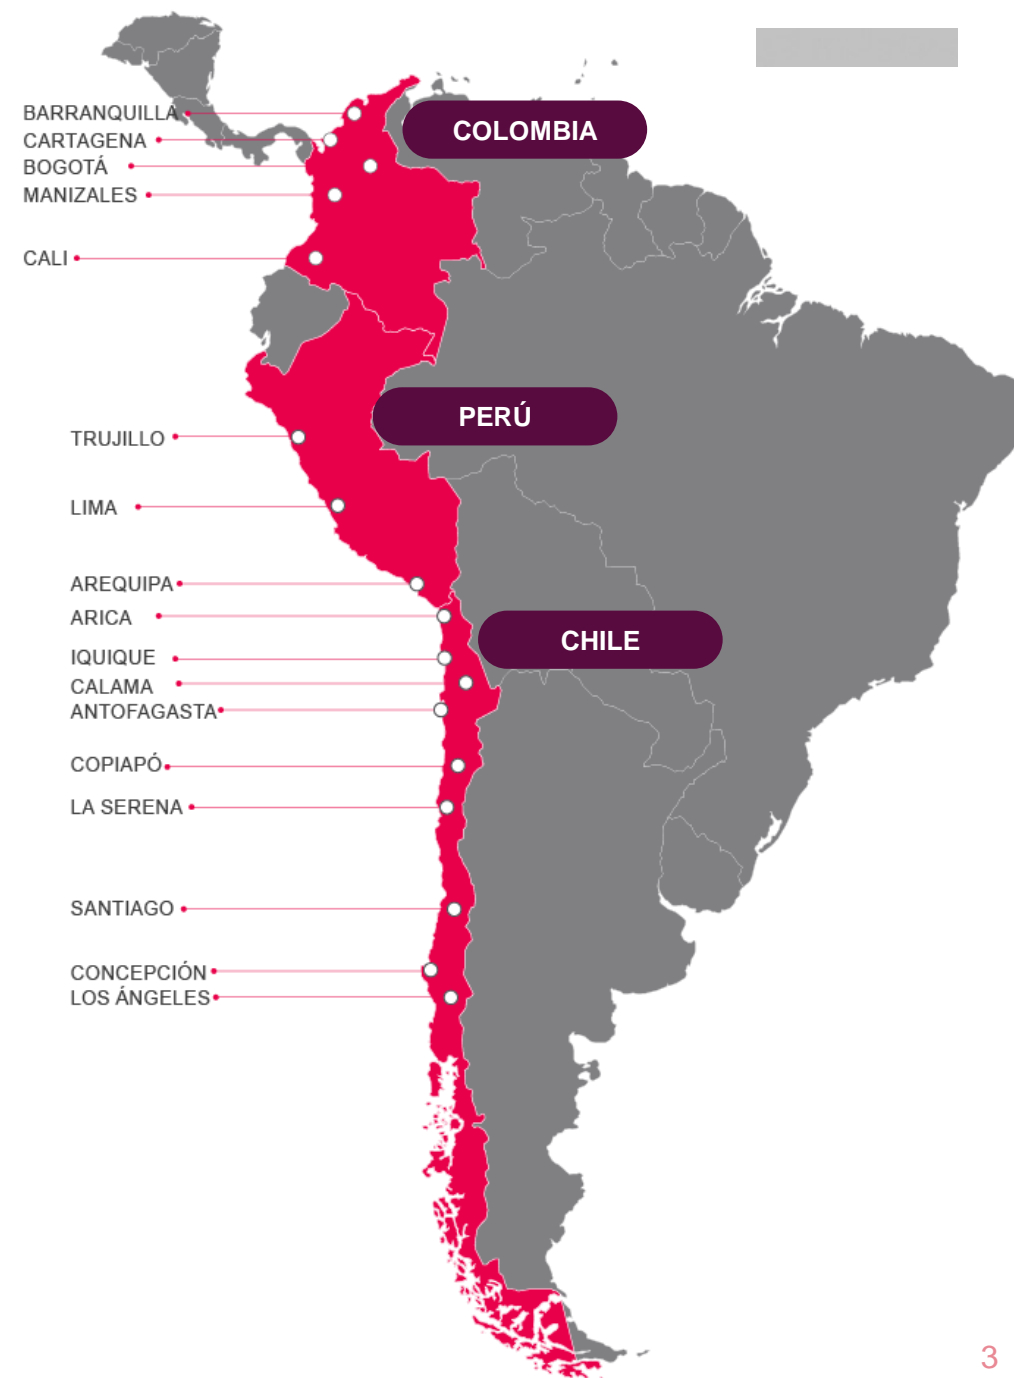 BARRANQUILLA
COLOMBIA
CARTAGENA
BOGOTÁ
MANIZALES
CALI
PERÚ
TRUJILLO
LIMA
AREQUIPA
ARICA
CHILE
IQUIQUE
CALAMA
ANTOFAGASTA
COPIAPÓ
LA SERENA
SANTIAGO
CONCEPCIÓN
LOS ÁNGELES
3